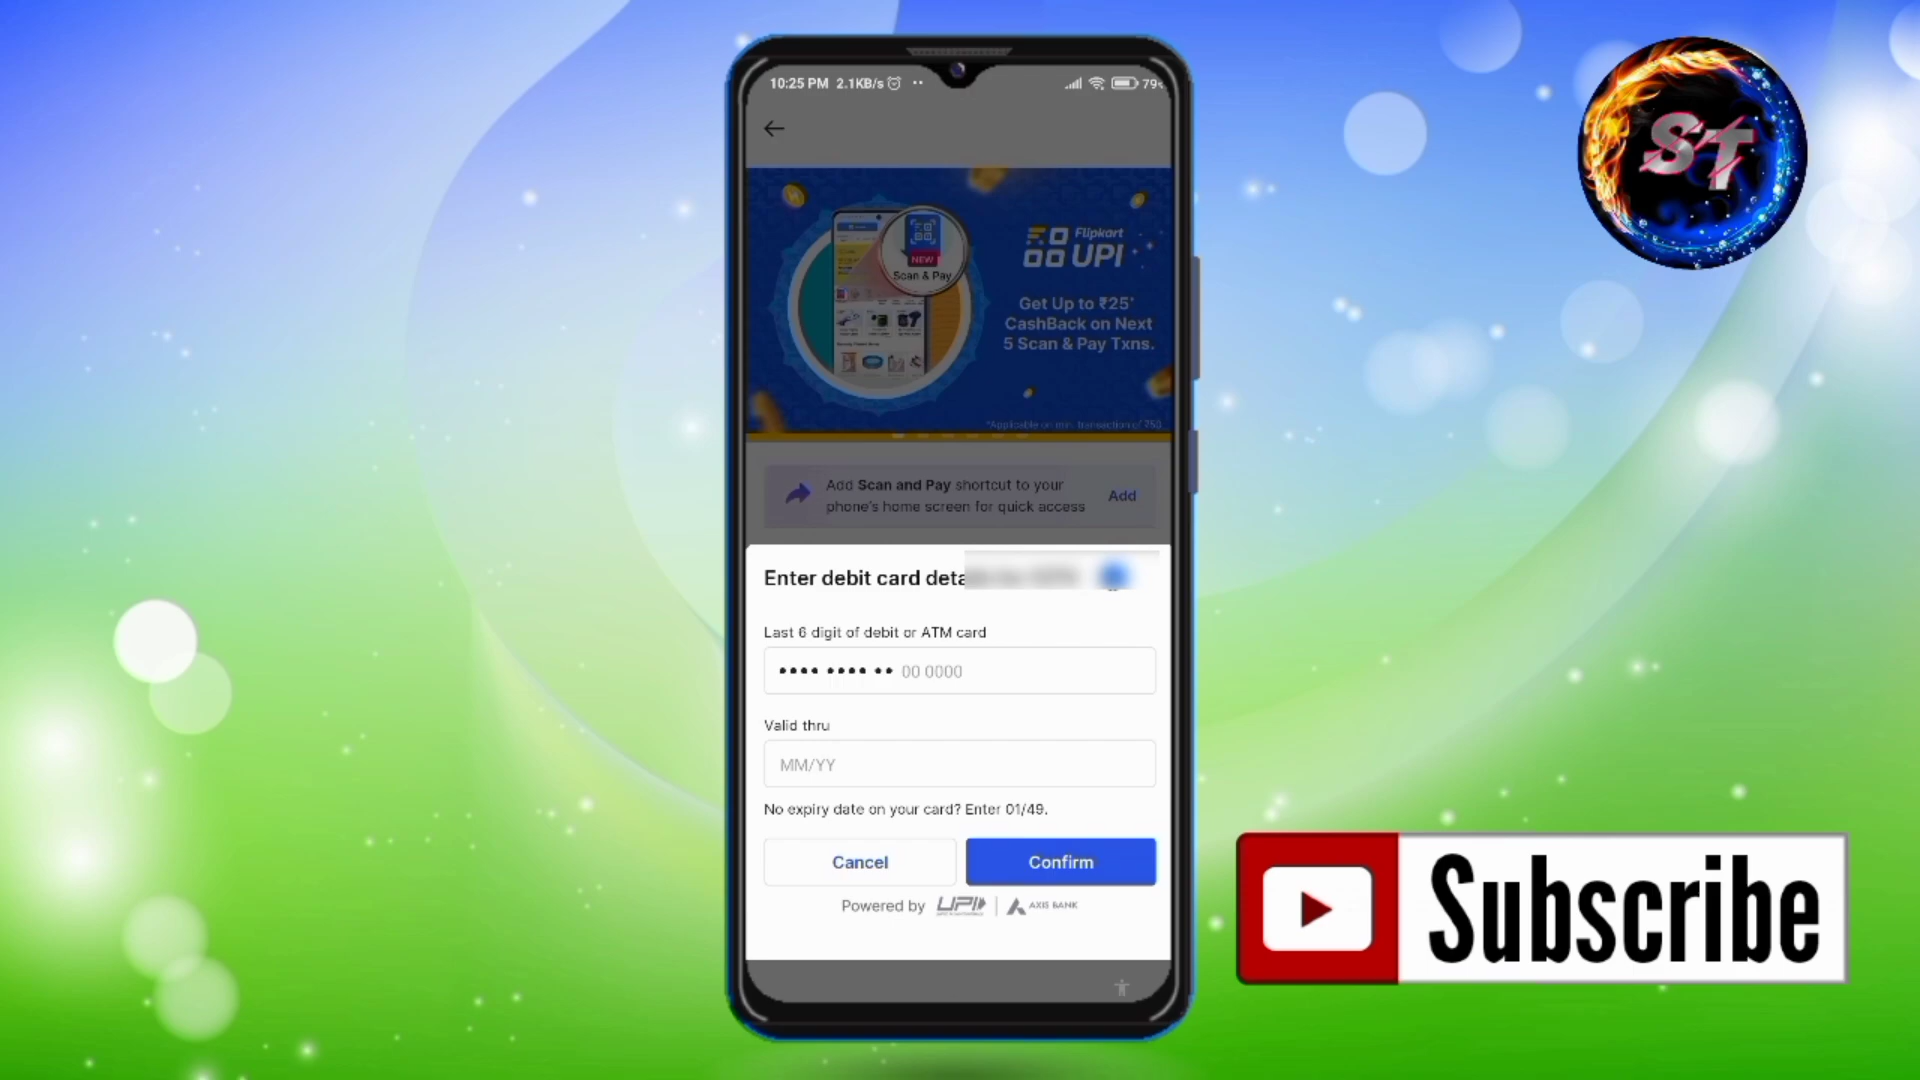 10:25 PM 2.1KB/s
79
ST
Flipkart
UPI
NEW
Scan & Pay
Get Up to ₹25*
CashBack on Next
5 Scan & Pay Txns.
*Applicable on min. transaction of ₹50
Add Scan and Pay shortcut to your
phone's home screen for quick access
Add
Enter debit card deta
Last 6 digit of debit or ATM card
•••• •••• •• 00 0000
Valid thru
MM/YY
No expiry date on your card? Enter 01/49.
Cancel
Confirm
Powered by UPI | AXIS BANK
Subscribe